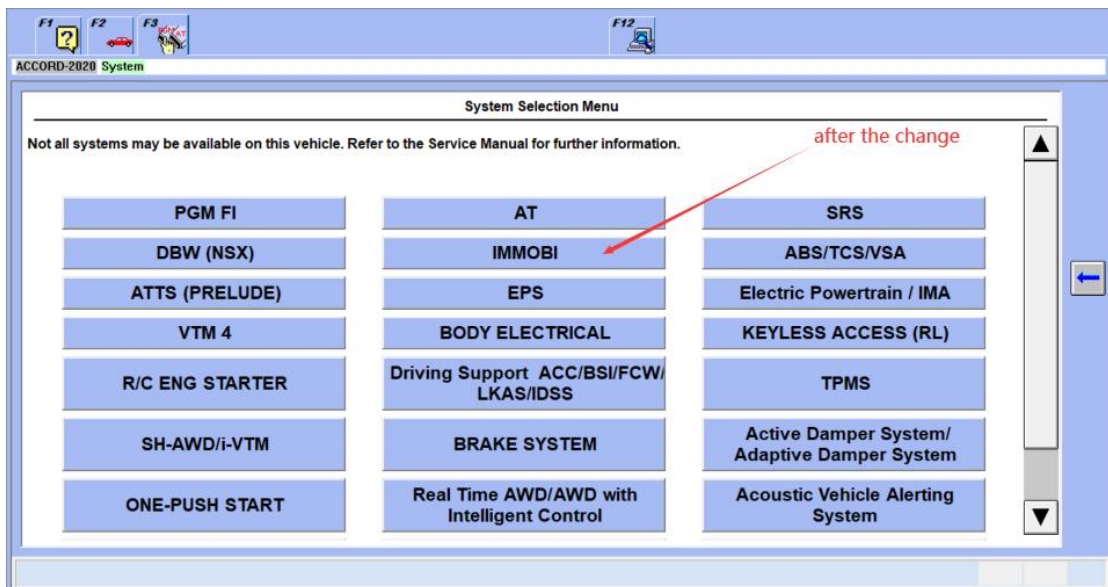 F1 F2 F3 F12
ACCORD-2020 System
System Selection Menu
Not all systems may be available on this vehicle. Refer to the Service Manual for further information.
after the change
PGM FI
AT
SRS
DBW (NSX)
IMMOBI
ABS/TCS/VSA
ATTS (PRELUDE)
EPS
Electric Powertrain / IMA
VTM 4
BODY ELECTRICAL
KEYLESS ACCESS (RL)
R/C ENG STARTER
Driving Support ACC/BSI/FCW/
LKAS/IDSS
TPMS
SH-AWD/i-VTM
BRAKE SYSTEM
Active Damper System/
Adaptive Damper System
ONE-PUSH START
Real Time AWD/AWD with
Intelligent Control
Acoustic Vehicle Alerting
System